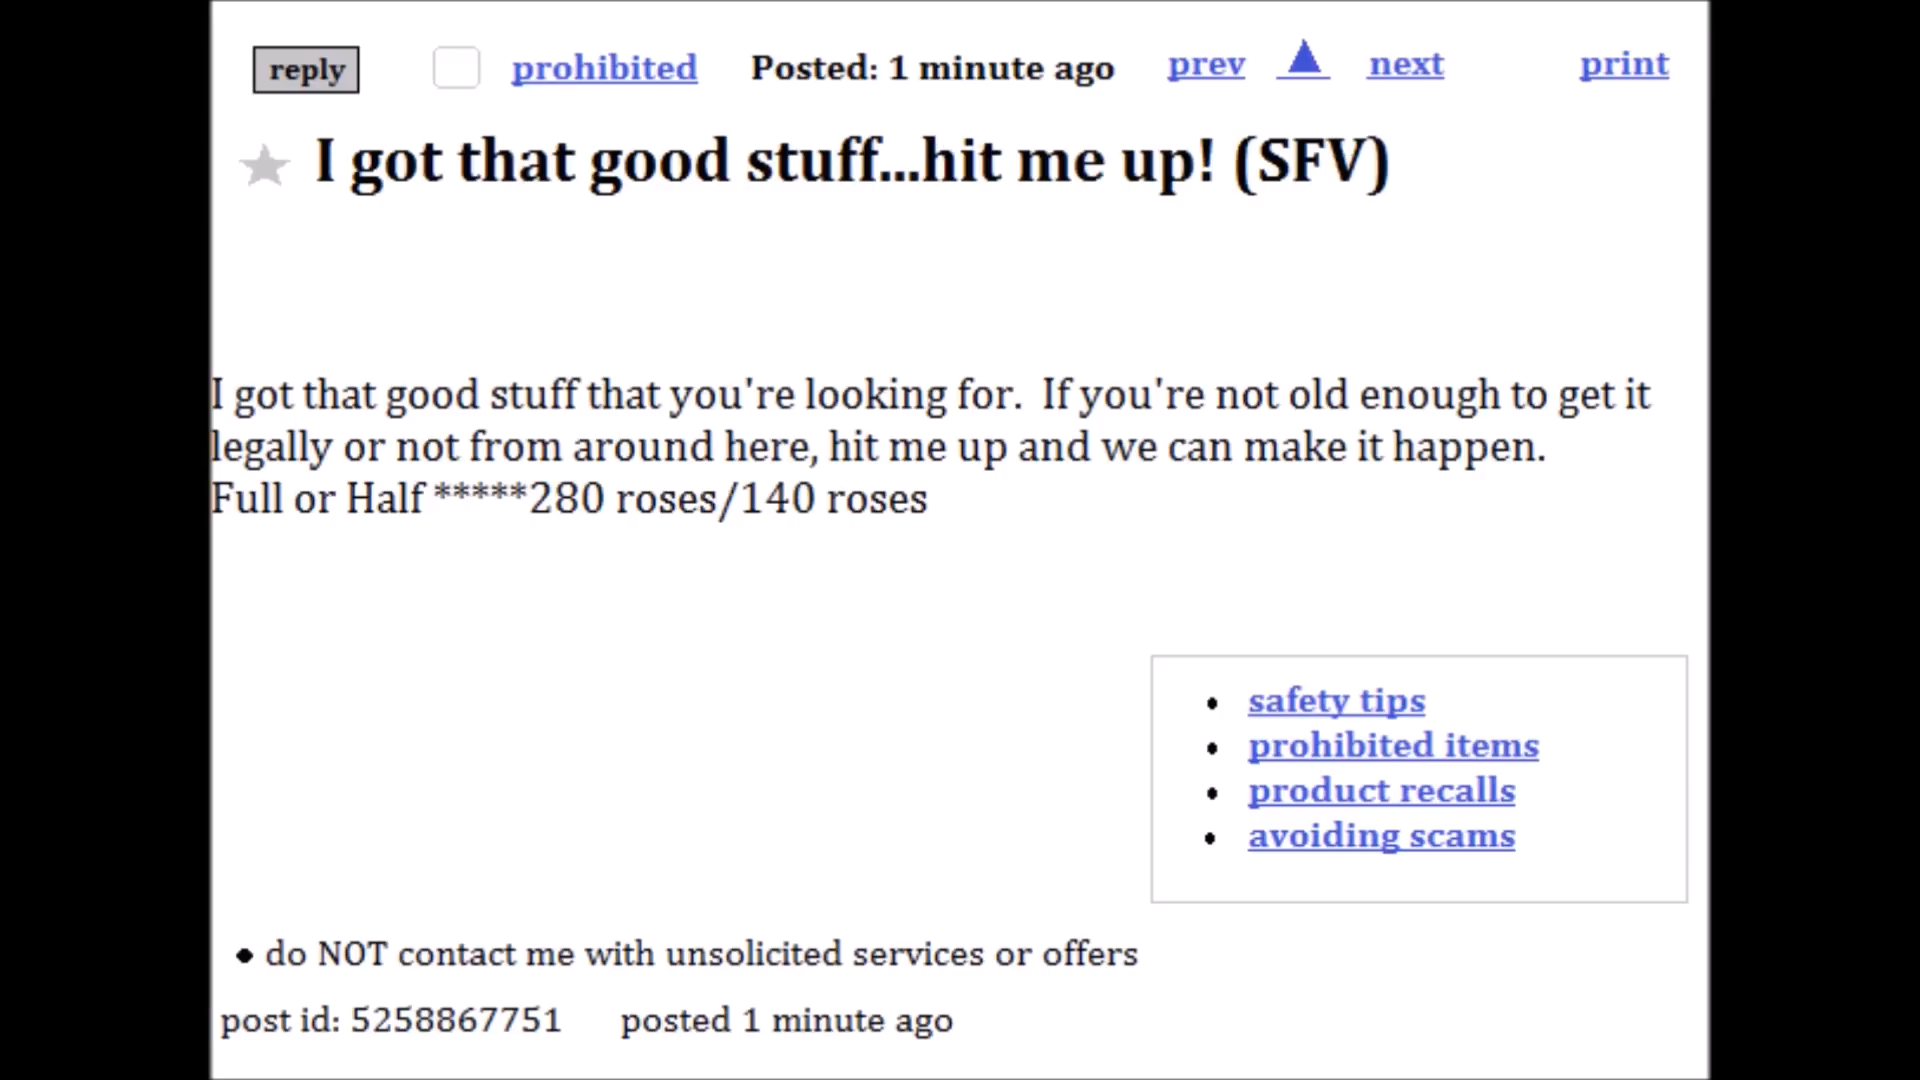 reply prohibited Posted: 1 minute ago prev next print
I got that good stuff...hit me up! (SFV)
I got that good stuff that you're looking for. If you're not old enough to get it
legally or not from around here, hit me up and we can make it happen.
Full or Half *****280 roses/140 roses
• safety tips
• prohibited items
• product recalls
• avoiding scams
• do NOT contact me with unsolicited services or offers
post id: 5258867751 posted 1 minute ago